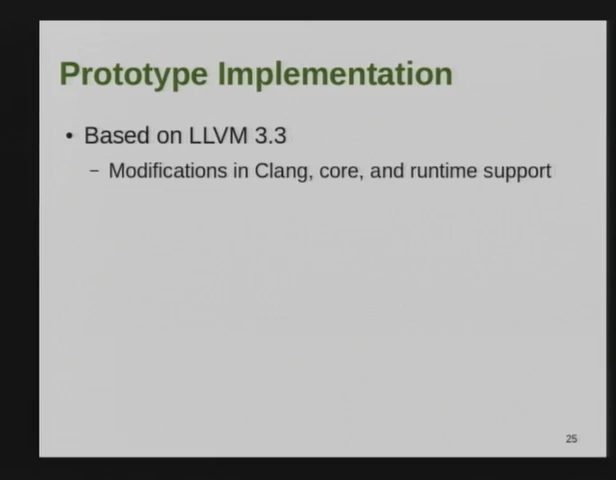 Prototype Implementation
• Based on LLVM 3.3
– Modifications in Clang, core, and runtime support
25